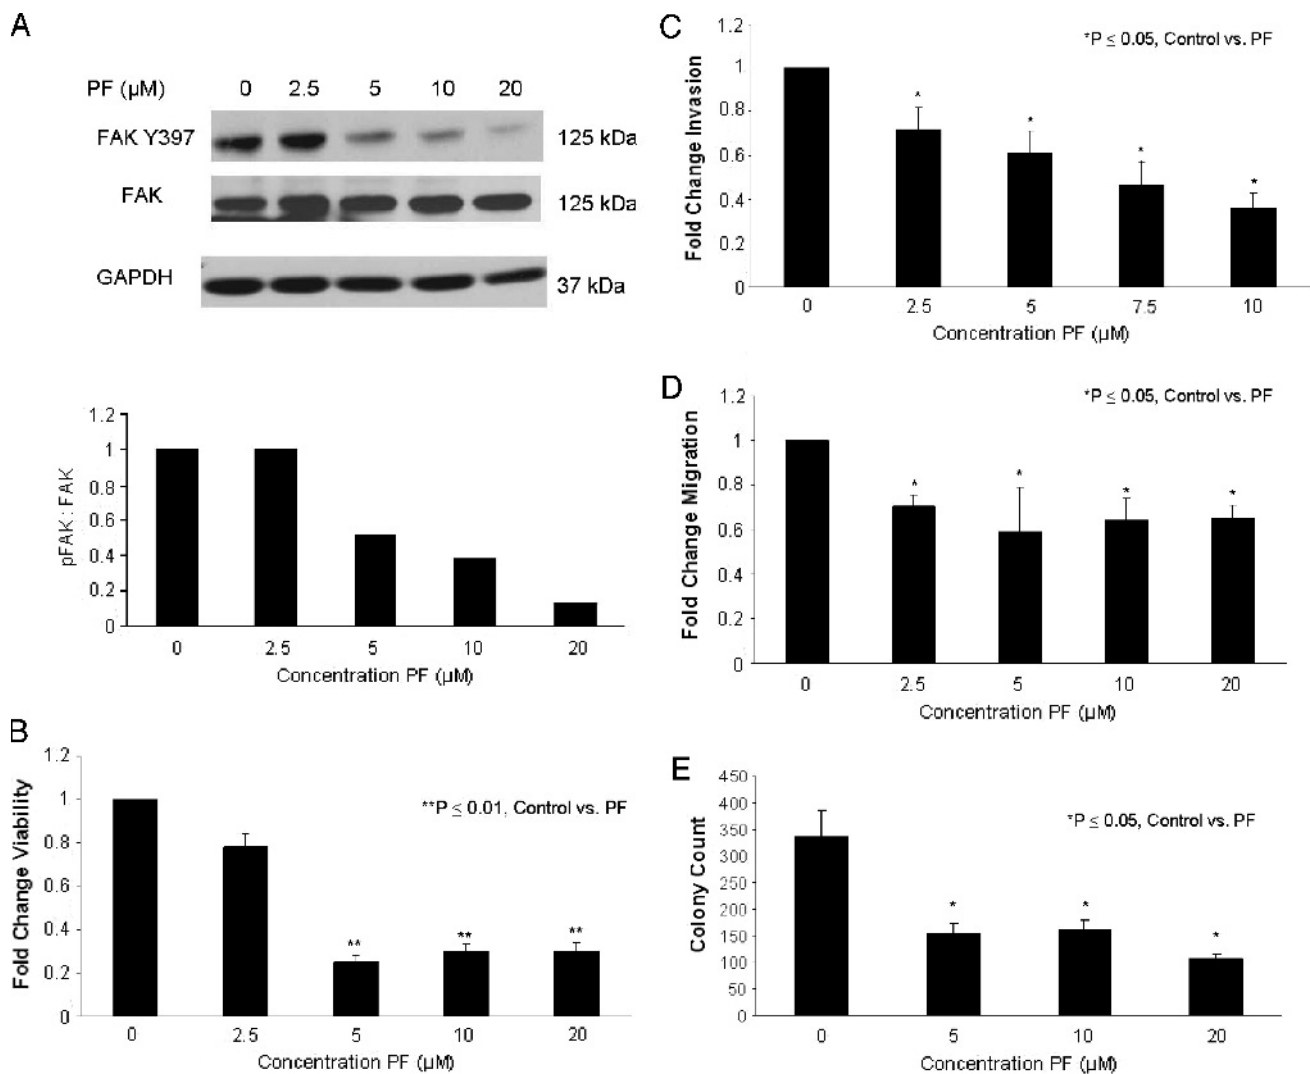 A
PF (µM) 0 2.5 5 10 20
FAK Y397 125 kDa
FAK 125 kDa
GAPDH 37 kDa
1.2
1
0.8
0.6
0.4
0.2
0
pFAK : FAK
0 2.5 5 10 20
Concentration PF (µM)
B
**P ≤ 0.01, Control vs. PF
1.2
1
0.8
0.6
0.4
0.2
0
Fold Change Viability
** ** **
0 2.5 5 10 20
Concentration PF (µM)
C
*P ≤ 0.05, Control vs. PF
1.2
1
0.8
0.6
0.4
0.2
0
Fold Change Invasion
* * * *
0 2.5 5 7.5 10
Concentration PF (µM)
D
*P ≤ 0.05, Control vs. PF
1.2
1
0.8
0.6
0.4
0.2
0
Fold Change Migration
* * * *
0 2.5 5 10 20
Concentration PF (µM)
E
*P ≤ 0.05, Control vs. PF
450
400
350
300
250
200
150
100
50
0
Colony Count
* * *
0 5 10 20
Concentration PF (µM)